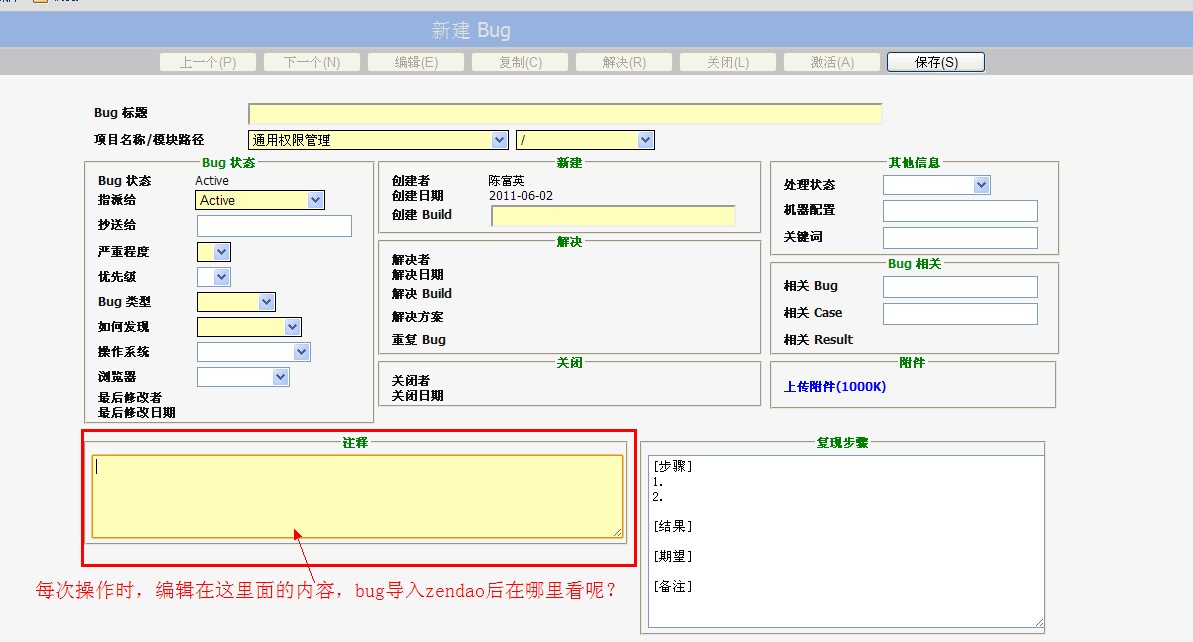 新建 Bug
上一个(P) 下一个(N) 编辑(E) 复制(C) 解决(R) 关闭(L) 激活(A) 保存(S)
Bug 标题
项目名称/模块路径 通用权限管理 /
Bug 状态
Bug 状态 Active
指派给 Active
抄送给
严重程度
优先级
Bug 类型
如何发现
操作系统
浏览器
最后修改者
最后修改日期
新建
创建者 陈富英
创建日期 2011-06-02
创建 Build
解决
解决者
解决日期
解决 Build
解决方案
重复 Bug
关闭
关闭者
关闭日期
其他信息
处理状态
机器配置
关键词
Bug 相关
相关 Bug
相关 Case
相关 Result
附件
上传附件(1000K)
注释
每次操作时，编辑在这里面的内容，bug导入zendao后在哪里看呢？
复现步骤
[步骤]
1.
2.
[结果]
[期望]
[备注]